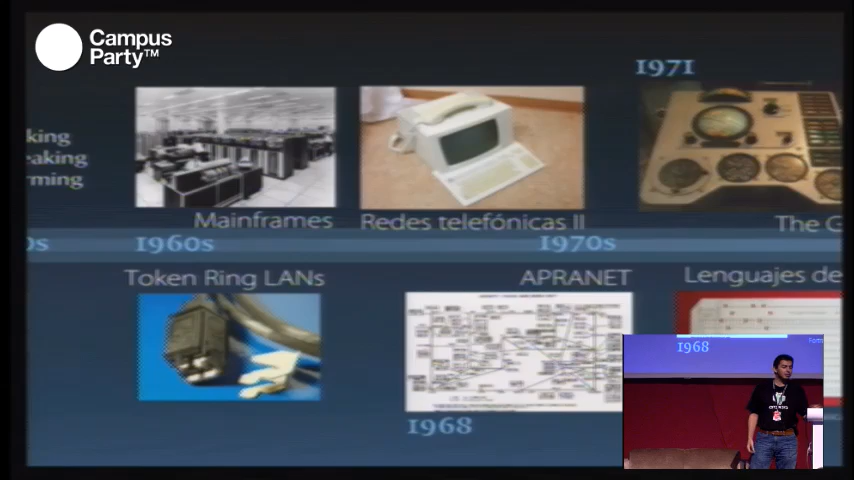 Campus
Party™
1971
king
eaking
rming
Mainframes
Redes telefónicas II
The G
0s
1960s
1970s
Token Ring LANs
APRANET
Lenguajes de
1968
1968